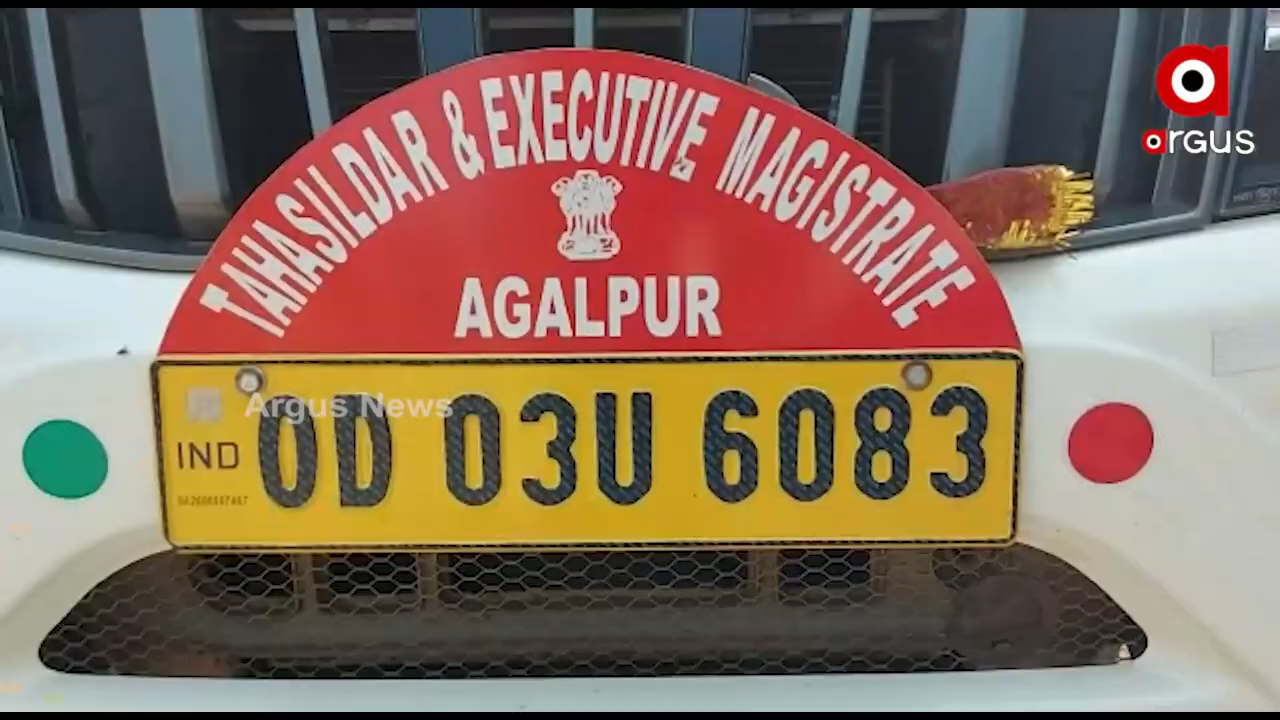 argus
TAHASILDAR & EXECUTIVE MAGISTRATE
AGALPUR
Argus News
IND
OD 03U 6083